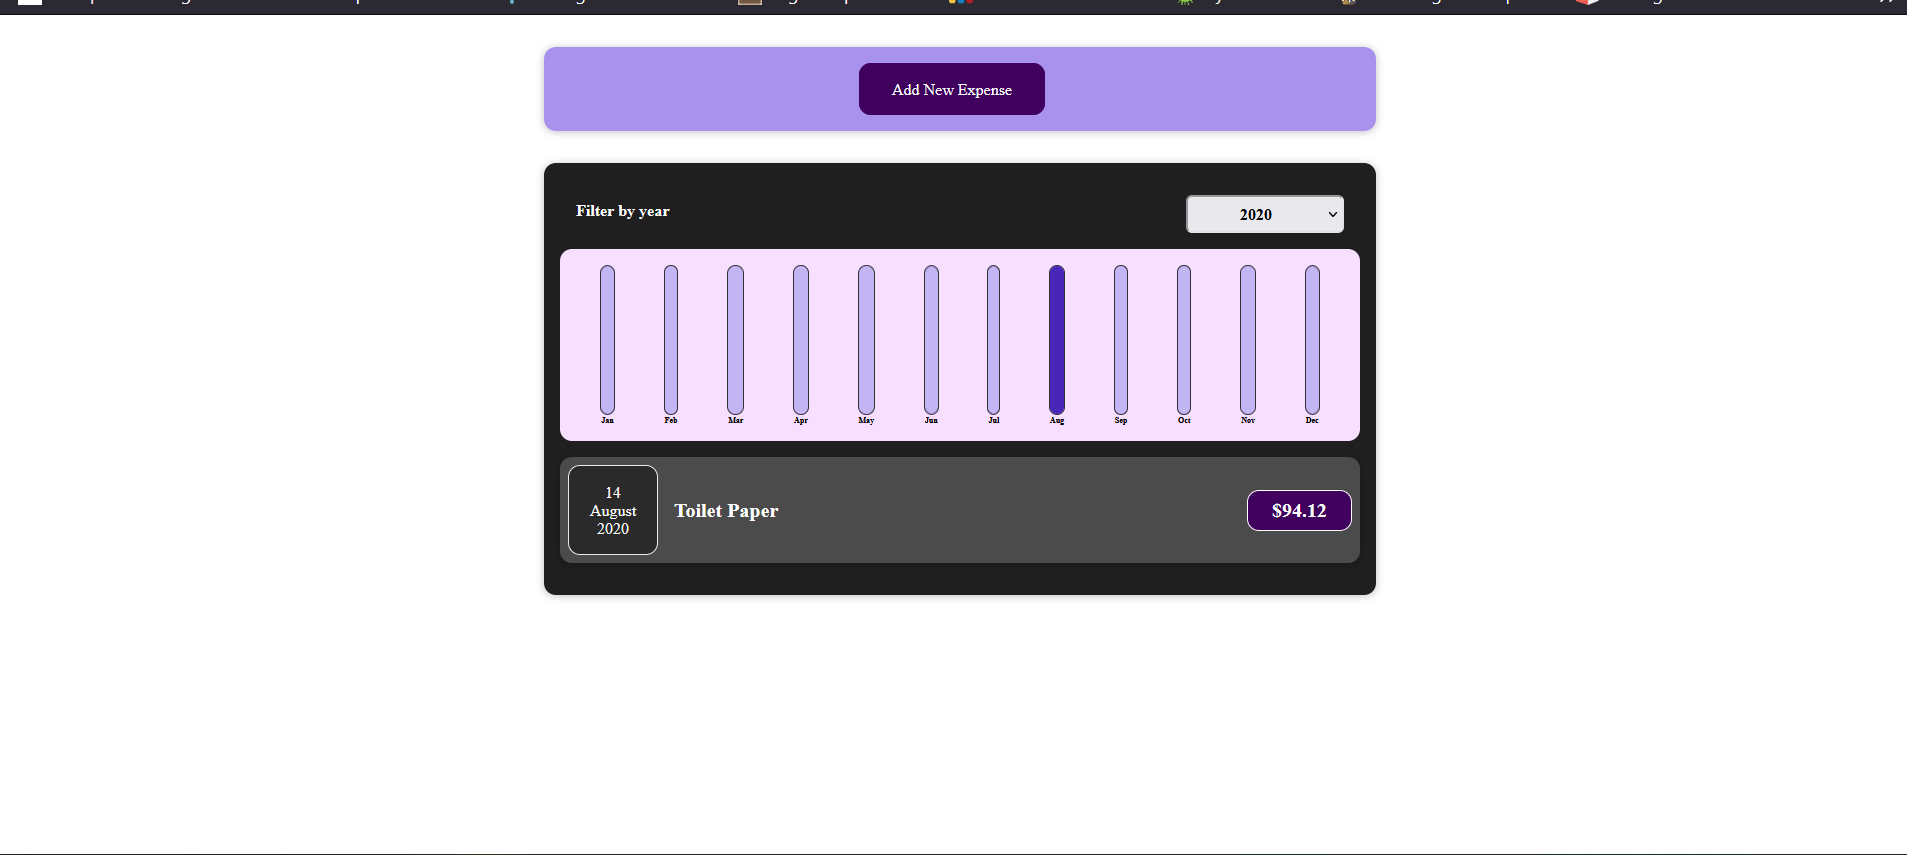 Add New Expense
Filter by year
2020
Jan Feb Mar Apr May Jun Jul Aug Sep Oct Nov Dec
14
August
2020
Toilet Paper
$94.12